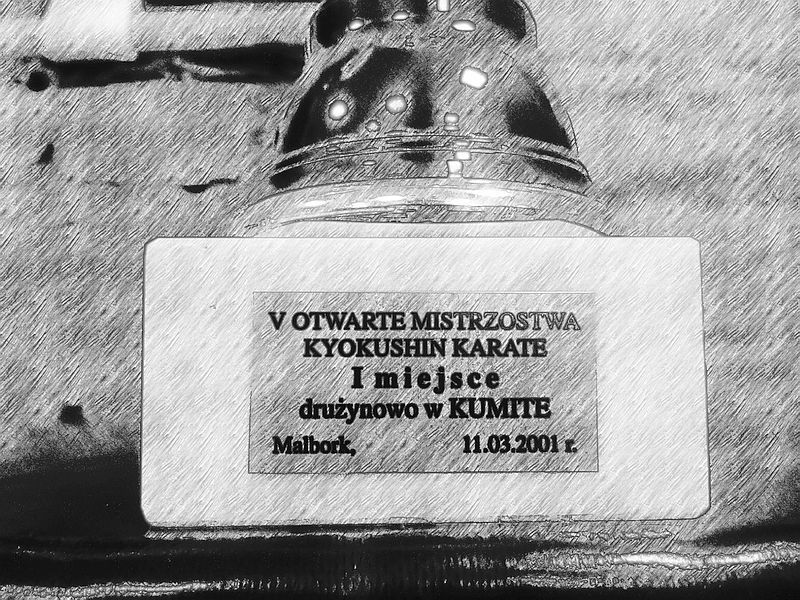 V OTWARTE MISTRZOSTWA
KYOKUSHIN KARATE
I miejsce
drużynowo w KUMITE
Malbork, 11.03.2001 r.